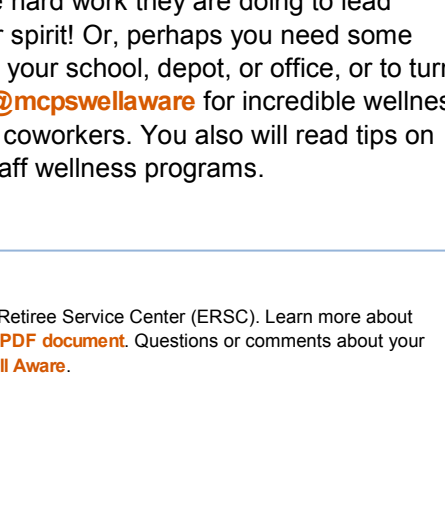 hard work they are doing to lead
spirit! Or, perhaps you need some
your school, depot, or office, or to turn
@mcpswellaware for incredible wellnes
coworkers. You also will read tips on
aff wellness programs.
Retiree Service Center (ERSC). Learn more about
PDF document. Questions or comments about your
ll Aware.